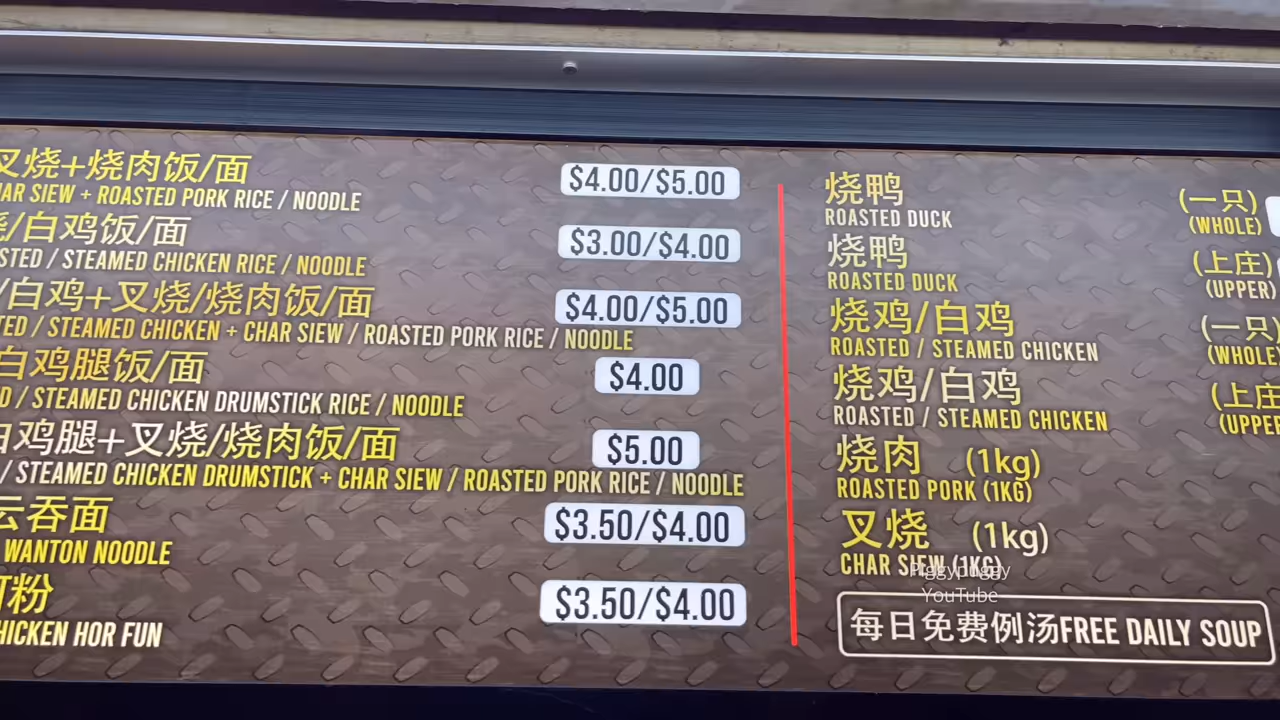 叉烧+烧肉饭/面
CHAR SIEW + ROASTED PORK RICE / NOODLE
$4.00/$5.00
/白鸡饭/面
/ STEAMED CHICKEN RICE / NOODLE
$3.00/$4.00
/白鸡+叉烧/烧肉饭/面
/ STEAMED CHICKEN + CHAR SIEW / ROASTED PORK RICE / NOODLE
$4.00/$5.00
白鸡腿饭/面
/ STEAMED CHICKEN DRUMSTICK RICE / NOODLE
$4.00
白鸡腿+叉烧/烧肉饭/面
/ STEAMED CHICKEN DRUMSTICK + CHAR SIEW / ROASTED PORK RICE / NOODLE
$5.00
云吞面
WANTON NOODLE
$3.50/$4.00
粉
CHICKEN HOR FUN
$3.50/$4.00
烧鸭 (一只)
ROASTED DUCK (WHOLE)
烧鸭 (上庄)
ROASTED DUCK (UPPER)
烧鸡/白鸡 (一只)
ROASTED / STEAMED CHICKEN (WHOLE)
烧鸡/白鸡 (上庄
ROASTED / STEAMED CHICKEN (UPPER
烧肉 (1kg)
ROASTED PORK (1KG)
叉烧 (1kg)
CHAR SIEW (1KG)
Piggypuggy
YouTube
每日免费例汤FREE DAILY SOUP